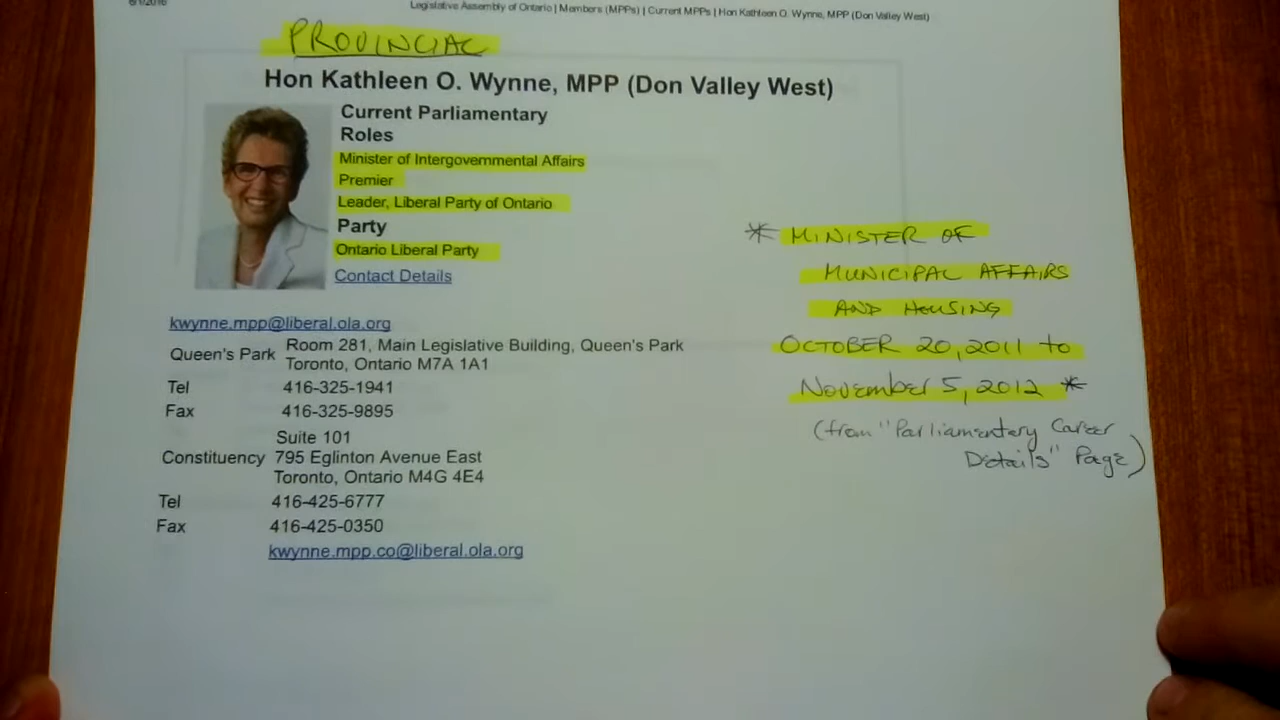 6/1/2016
Legislative Assembly of Ontario | Members (MPPs) | Current MPPs | Hon Kathleen O. Wynne, MPP (Don Valley West)
PROVINCIAL
Hon Kathleen O. Wynne, MPP (Don Valley West)
Current Parliamentary
Roles
Minister of Intergovernmental Affairs
Premier
Leader, Liberal Party of Ontario
Party
Ontario Liberal Party
Contact Details
* MINISTER OF
MUNICIPAL AFFAIRS
AND HOUSING
OCTOBER 20, 2011 to
November 5, 2012 *
(from "Parliamentary Career
Details" Page)
kwynne.mpp@liberal.ola.org
Queen's Park Room 281, Main Legislative Building, Queen's Park
Toronto, Ontario M7A 1A1
Tel 416-325-1941
Fax 416-325-9895
Suite 101
Constituency 795 Eglinton Avenue East
Toronto, Ontario M4G 4E4
Tel 416-425-6777
Fax 416-425-0350
kwynne.mpp.co@liberal.ola.org